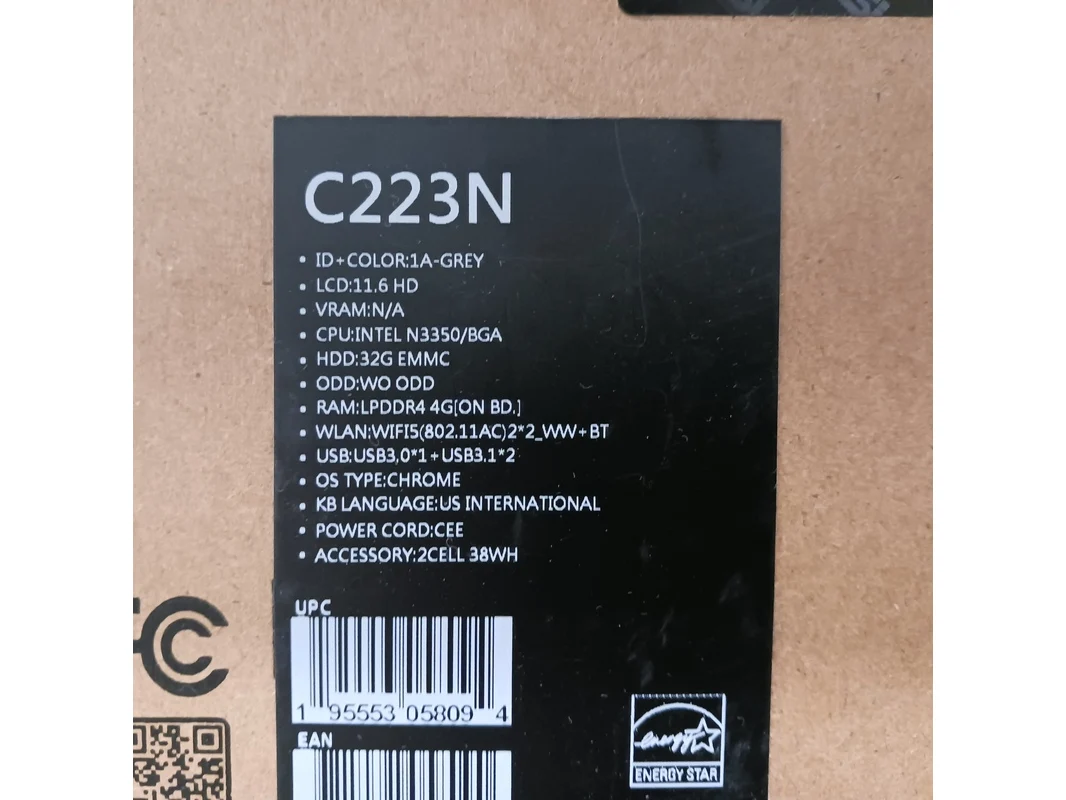 C223N
• ID+COLOR:1A-GREY
• LCD:11.6 HD
• VRAM:N/A
• CPU:INTEL N3350/BGA
• HDD:32G EMMC
• ODD:WO ODD
• RAM:LPDDR4 4G[ON BD.]
• WLAN:WIFI5(802.11AC)2*2_WW+BT
• USB:USB3,0*1+USB3.1*2
• OS TYPE:CHROME
• KB LANGUAGE:US INTERNATIONAL
• POWER CORD:CEE
• ACCESSORY:2CELL 38WH
UPC
1 95553 05809 4
EAN
energy
ENERGY STAR